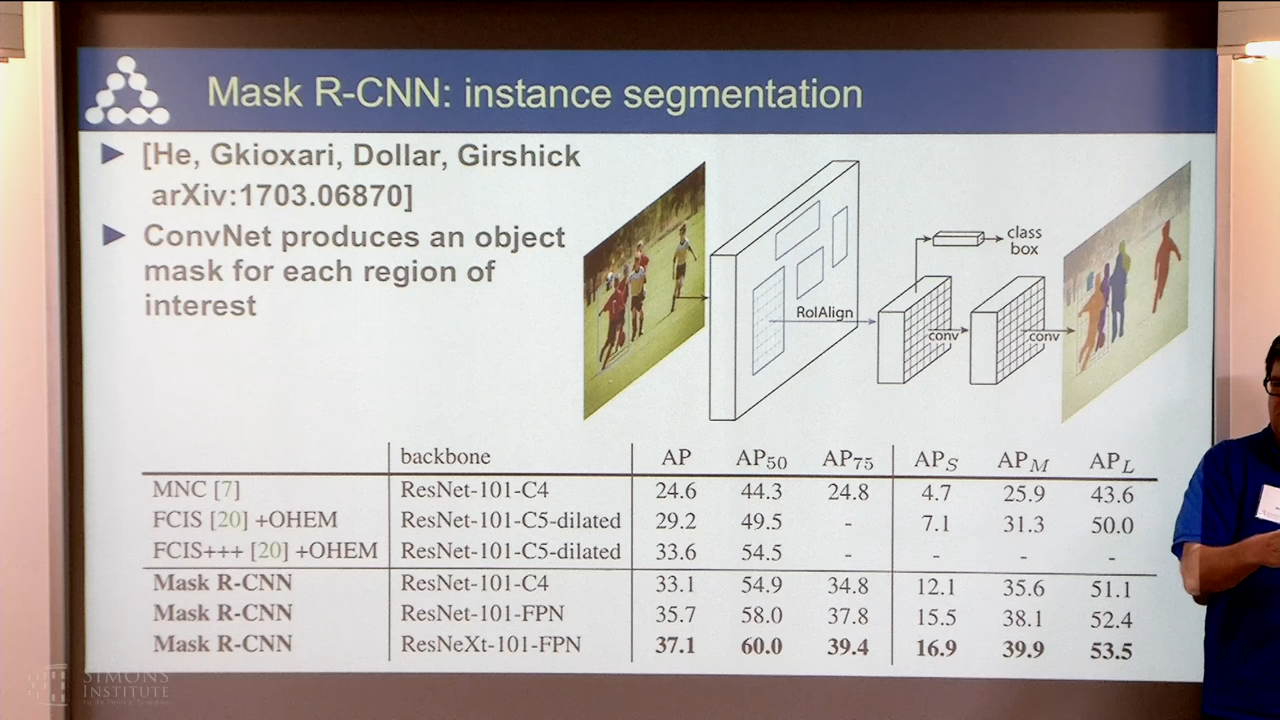 Mask R-CNN: instance segmentation
[He, Gkioxari, Dollar, Girshick
arXiv:1703.06870]
ConvNet produces an object
mask for each region of
interest
RoIAlign
conv
conv
class
box
backbone AP AP50 AP75 APS APM APL
MNC [7] ResNet-101-C4 24.6 44.3 24.8 4.7 25.9 43.6
FCIS [20] +OHEM ResNet-101-C5-dilated 29.2 49.5 - 7.1 31.3 50.0
FCIS+++ [20] +OHEM ResNet-101-C5-dilated 33.6 54.5 - - - -
Mask R-CNN ResNet-101-C4 33.1 54.9 34.8 12.1 35.6 51.1
Mask R-CNN ResNet-101-FPN 35.7 58.0 37.8 15.5 38.1 52.4
Mask R-CNN ResNeXt-101-FPN 37.1 60.0 39.4 16.9 39.9 53.5
SIMONS
INSTITUTE